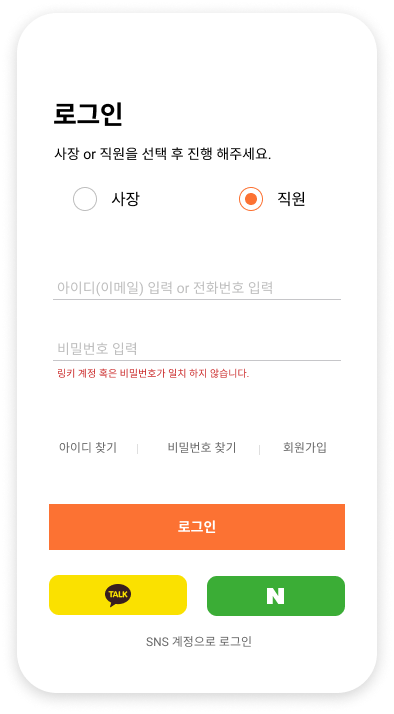 로그인
사장 or 직원을 선택 후 진행 해주세요.
사장 직원
아이디(이메일) 입력 or 전화번호 입력
비밀번호 입력
링키 계정 혹은 비밀번호가 일치 하지 않습니다.
아이디 찾기 비밀번호 찾기 회원가입
로그인
TALK N
SNS 계정으로 로그인